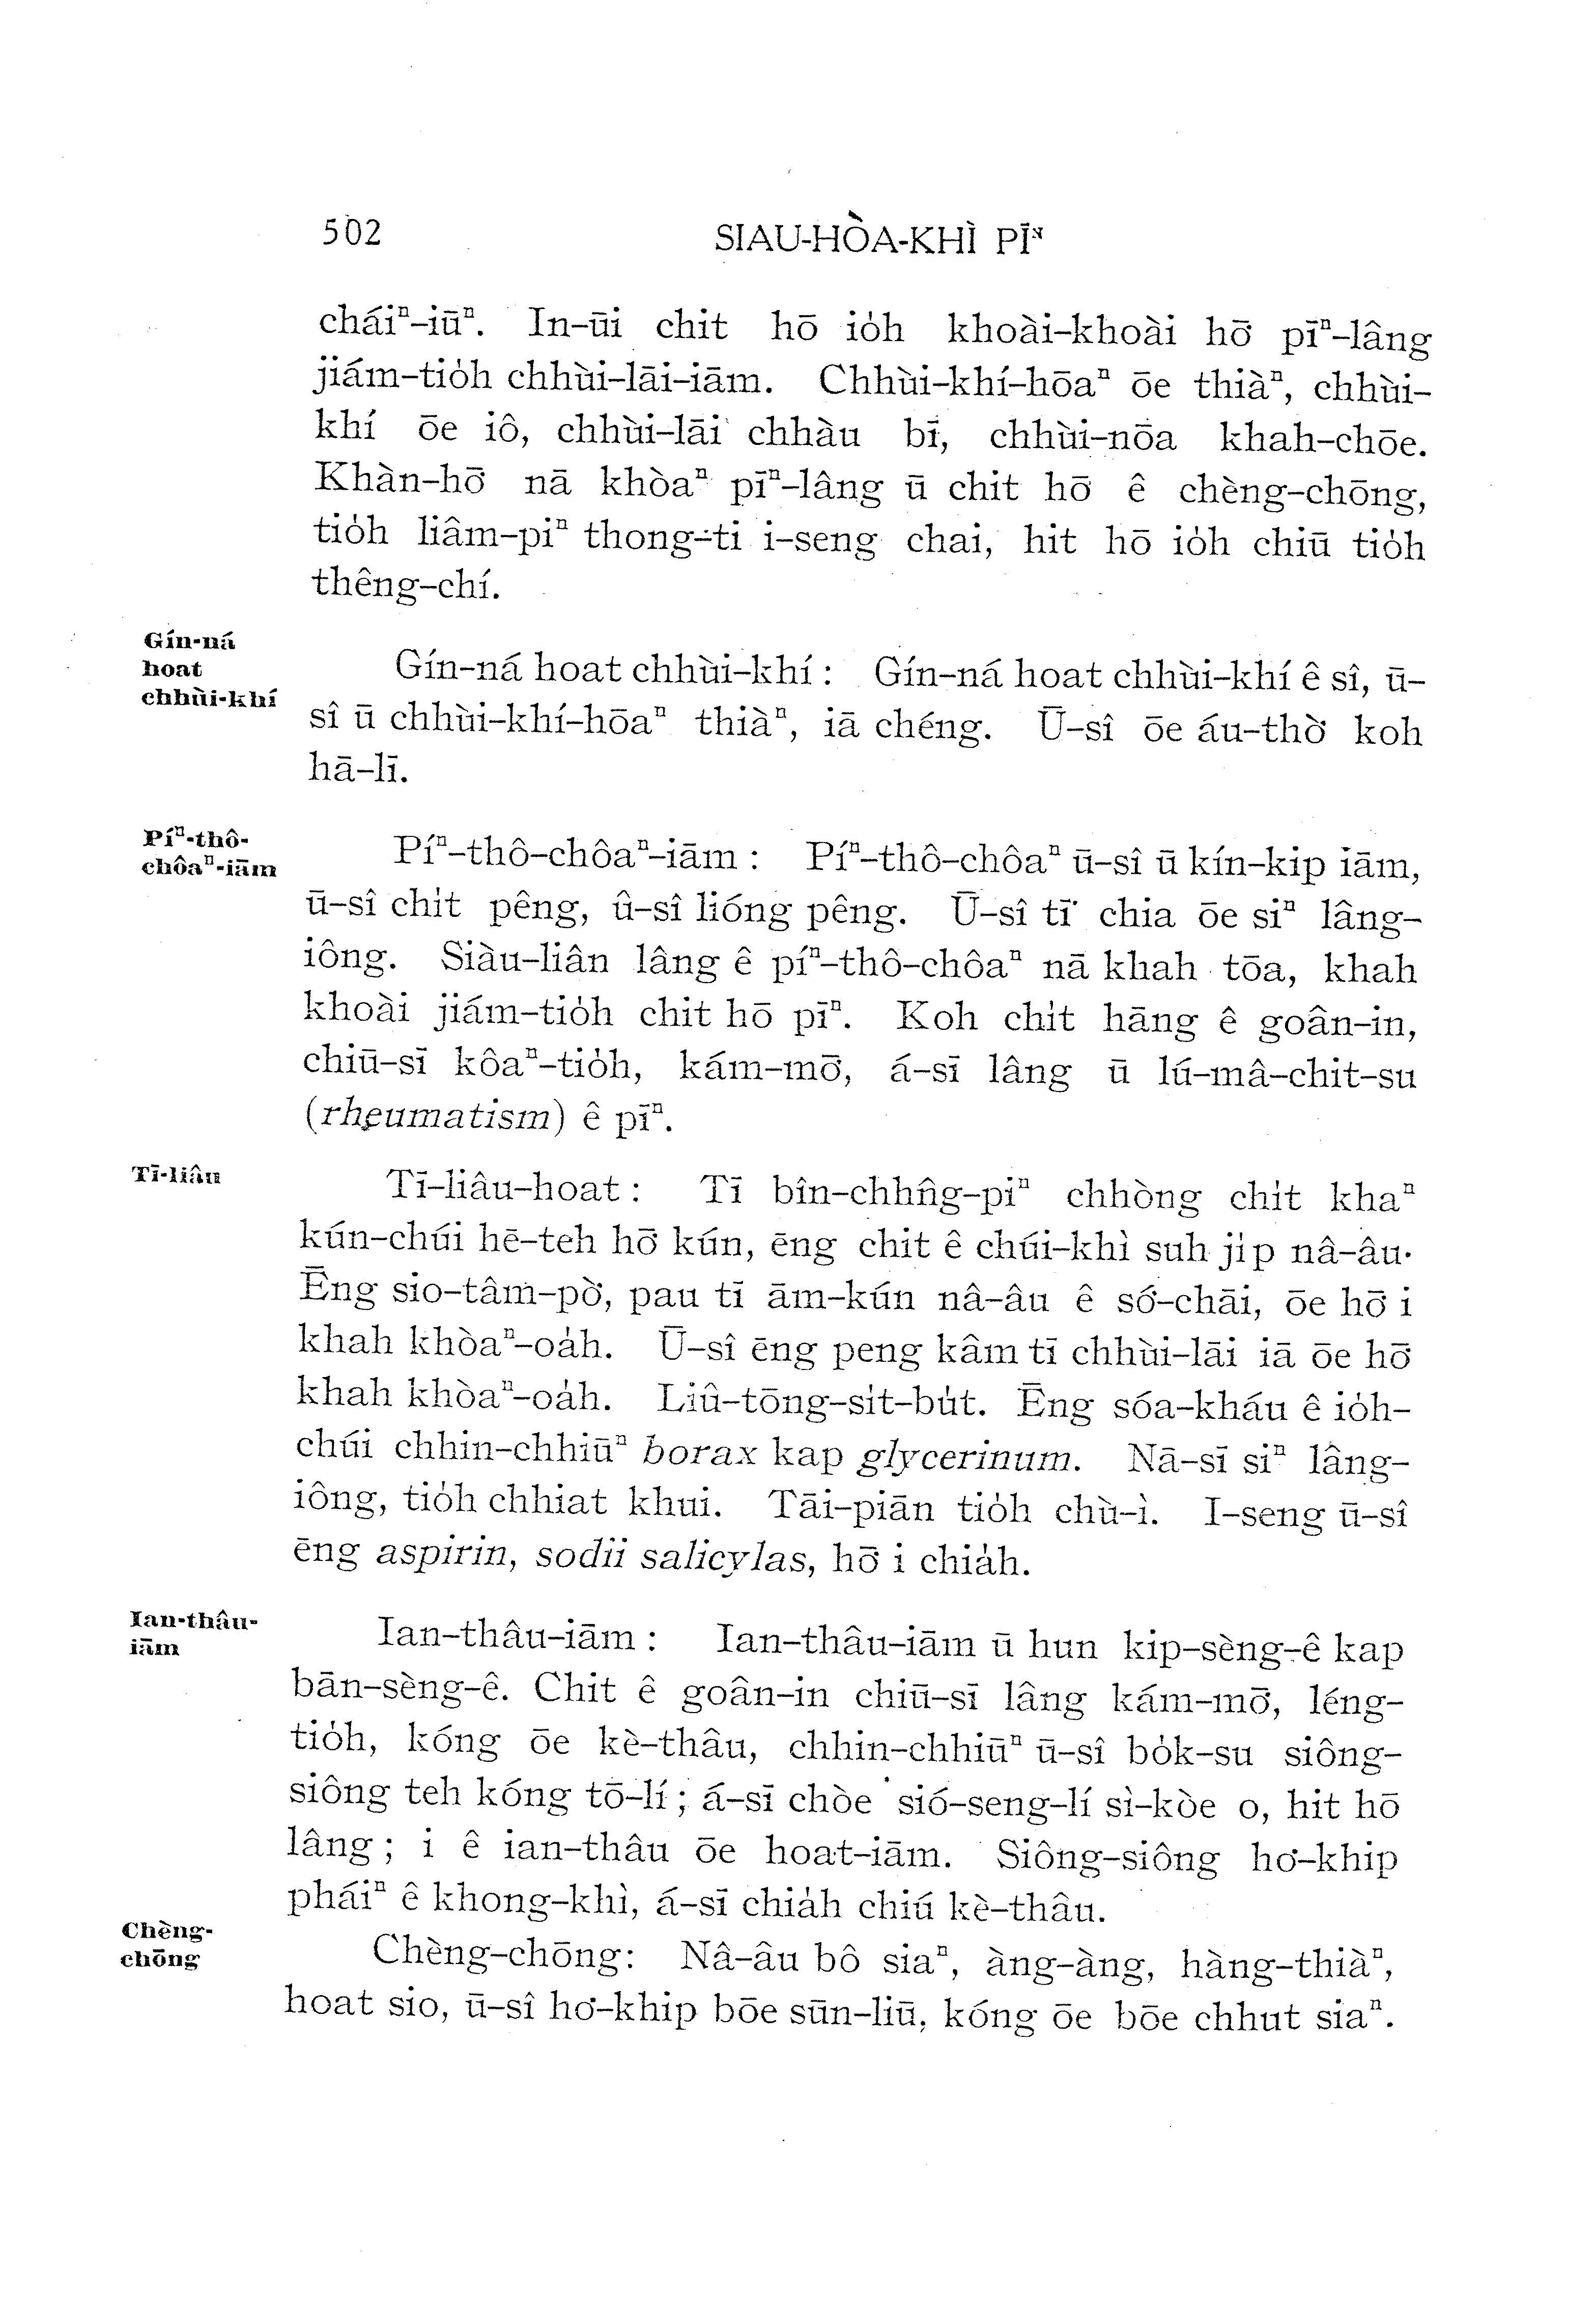 502 SIAU-HÒA-KHÌ PĪⁿ
cháiⁿ-iūⁿ. In-ūi chit hō io̍h khoài-khoài hō͘ pīⁿ-lâng
jiám-tio̍h chhùi-lāi-iām. Chhùi-khí-hōaⁿ ōe thiàⁿ, chhùi-
khí ōe iô, chhùi-lāi chhàu bī, chhùi-nōa khah-chōe.
Khàn-hō͘ nā khòaⁿ pīⁿ-lâng ū chit hō ê chèng-chōng,
tio̍h liâm-piⁿ thong-ti i-seng chai, hit hō io̍h chiū tio̍h
thêng-chí.
Gín-ná
hoat
chhùi-khí
Gín-ná hoat chhùi-khí: Gín-ná hoat chhùi-khí ê sî, ū-
sî ū chhùi-khí-hōaⁿ thiàⁿ, iā chéng. Ū-sî ōe áu-thò͘ koh
hā-lī.
Píⁿ-thô-
chôaⁿ-iām
Píⁿ-thô-chôaⁿ-iām: Píⁿ-thô-chôaⁿ ū-sî ū kín-kip iām,
ū-sî chi̍t pêng, û-sî lióng pêng. Ū-sî tī chia ōe siⁿ lâng-
iông. Siàu-liân lâng ê píⁿ-thô-chôaⁿ nā khah tōa, khah
khoài jiám-tio̍h chit hō pīⁿ. Koh chi̍t hāng ê goân-in,
chiū-sī kôaⁿ-tio̍h, kám-mō͘, á-sī lâng ū lú-mâ-chit-su
(rheumatism) ê pīⁿ.
Tī-liâu
Tī-liâu-hoat: Tī bîn-chhn̂g-piⁿ chhòng chi̍t khaⁿ
kún-chúi hē-teh hō͘ kún, ēng chit ê chúi-khì suh ji̍p nâ-âu.
Ēng sio-tâm-pò͘, pau tī ām-kún nâ-âu ê só͘-chāi, ōe hō͘ i
khah khòaⁿ-oa̍h. Ū-sî ēng peng kâm tī chhùi-lāi iā ōe hō͘
khah khòaⁿ-oa̍h. Liû-tōng-si̍t-bu̍t. Ēng sóa-kháu ê io̍h-
chúi chhin-chhiūⁿ borax kap glycerinum. Nā-sī siⁿ lâng-
iông, tio̍h chhiat khui. Tāi-piān tio̍h chù-ì. I-seng ū-sî
ēng aspirin, sodii salicylas, hō͘ i chia̍h.
Ian-thâu-
iām
Ian-thâu-iām: Ian-thâu-iām ū hun kip-sèng-ê kap
bān-sèng-ê. Chit ê goân-in chiū-sī lâng kám-mō͘, léng-
tio̍h, kóng ōe kè-thâu, chhin-chhiūⁿ ū-sî bo̍k-su siông-
siông teh kóng tō-lí; á-sī chòe sió-seng-lí sì-kòe o, hit hō
lâng; i ê ian-thâu ōe hoat-iām. Siông-siông ho͘-khip
pháiⁿ ê khong-khì, á-sī chia̍h chiú kè-thâu.
Chèng-
chōng
Chèng-chōng: Nâ-âu bô siaⁿ, àng-àng, hàng-thiàⁿ,
hoat sio, ū-sî ho͘-khip bōe sūn-liū, kóng ōe bōe chhut siaⁿ.